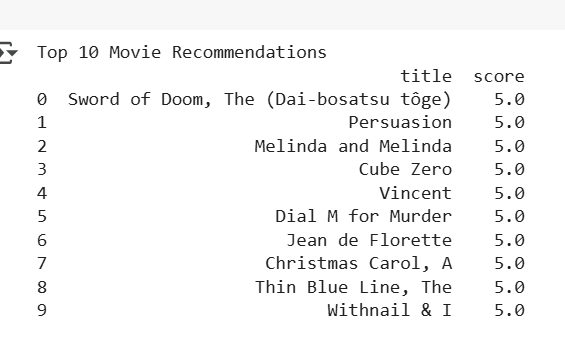 Top 10 Movie Recommendations
title score
0 Sword of Doom, The (Dai-bosatsu tôge) 5.0
1 Persuasion 5.0
2 Melinda and Melinda 5.0
3 Cube Zero 5.0
4 Vincent 5.0
5 Dial M for Murder 5.0
6 Jean de Florette 5.0
7 Christmas Carol, A 5.0
8 Thin Blue Line, The 5.0
9 Withnail & I 5.0